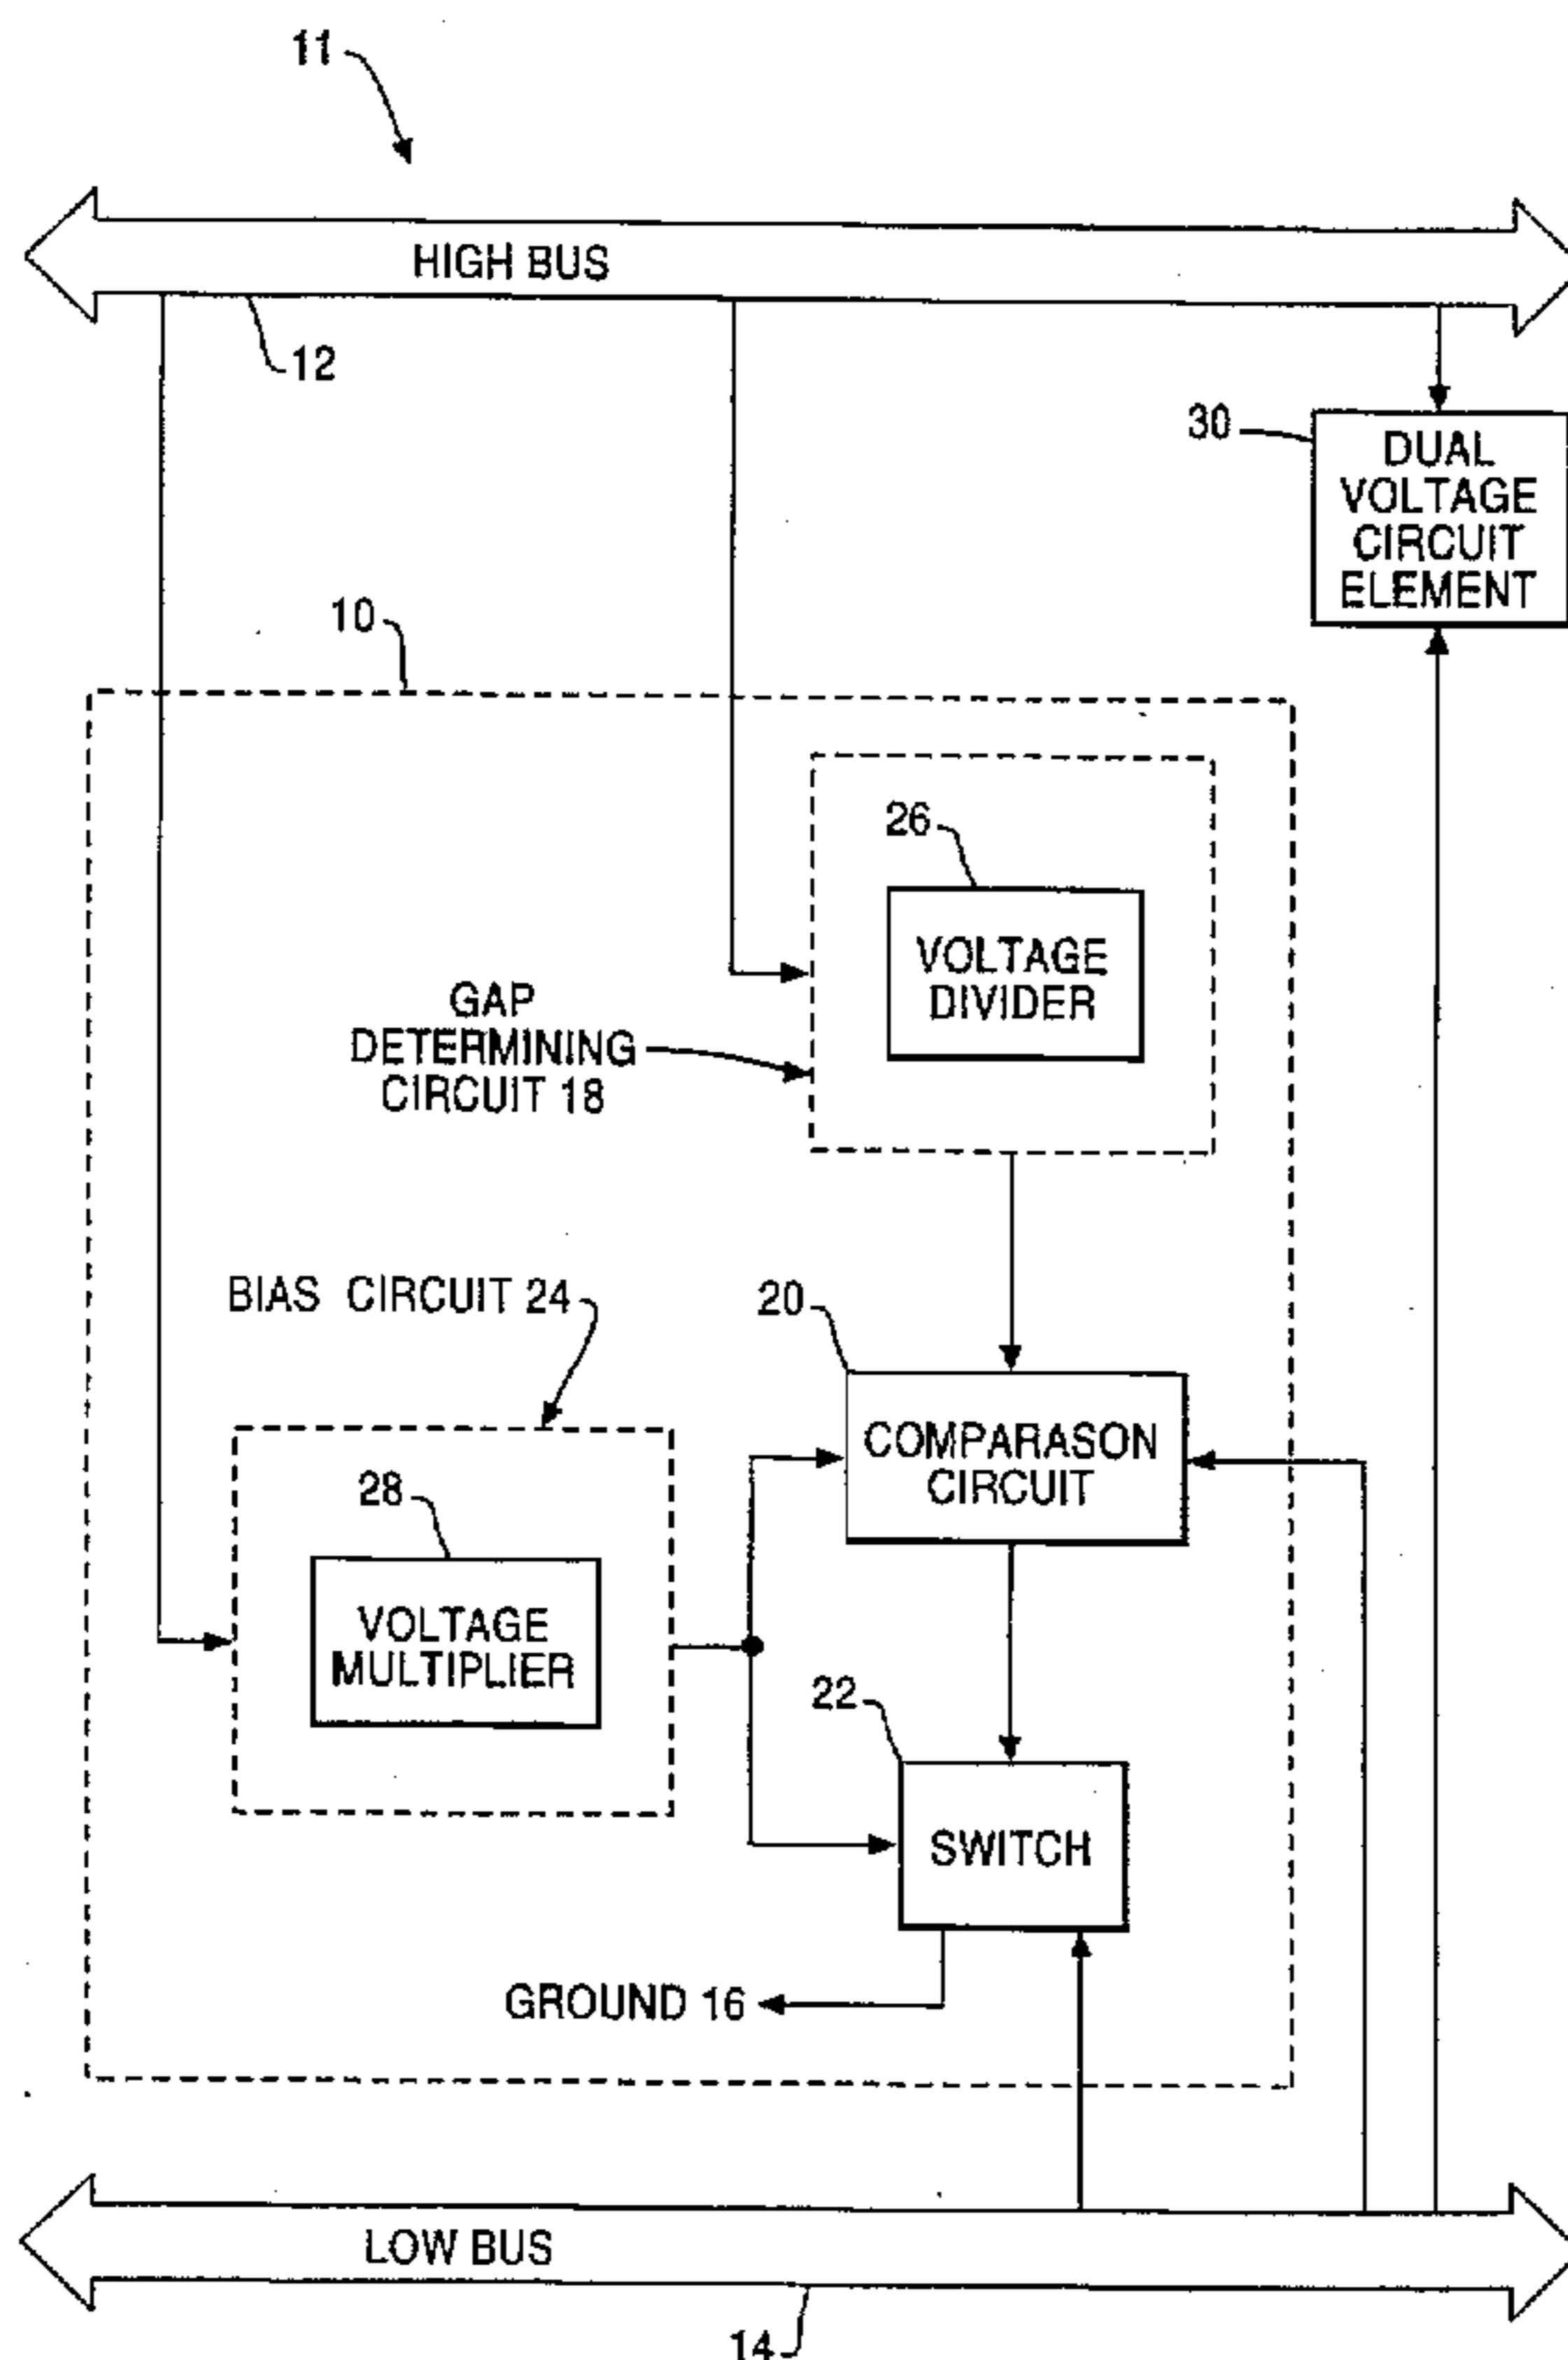 11
HIGH BUS
12
30
DUAL
VOLTAGE
CIRCUIT
ELEMENT
10
26
VOLTAGE
DIVIDER
GAP
DETERMINING
CIRCUIT 18
BIAS CIRCUIT 24
20
COMPARASON
CIRCUIT
28
VOLTAGE
MULTIPLIER
22
SWITCH
GROUND 16
LOW BUS
14